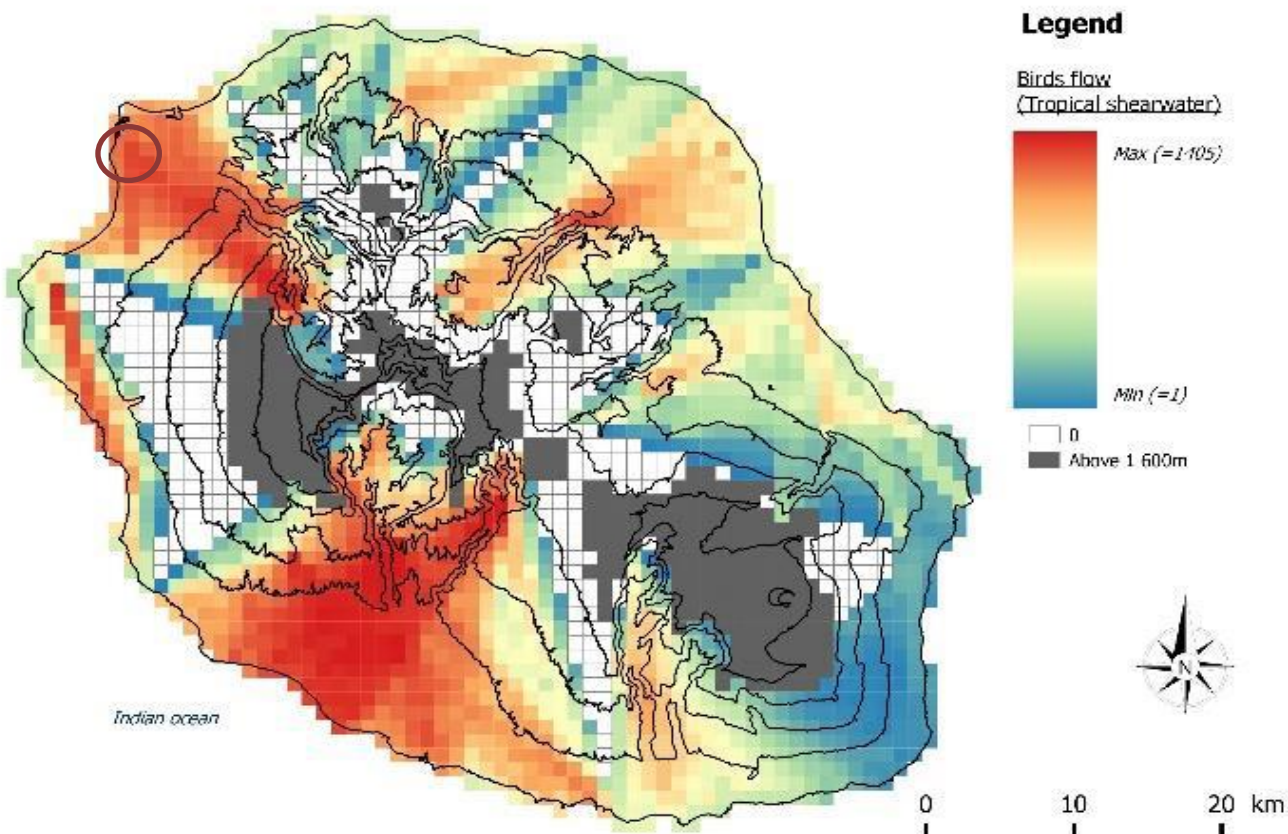 Legend
Birds flow
(Tropical shearwater)
Max (=1405)
Min (=1)
0
Above 1 600m
N
Indian ocean
0 10 20 km